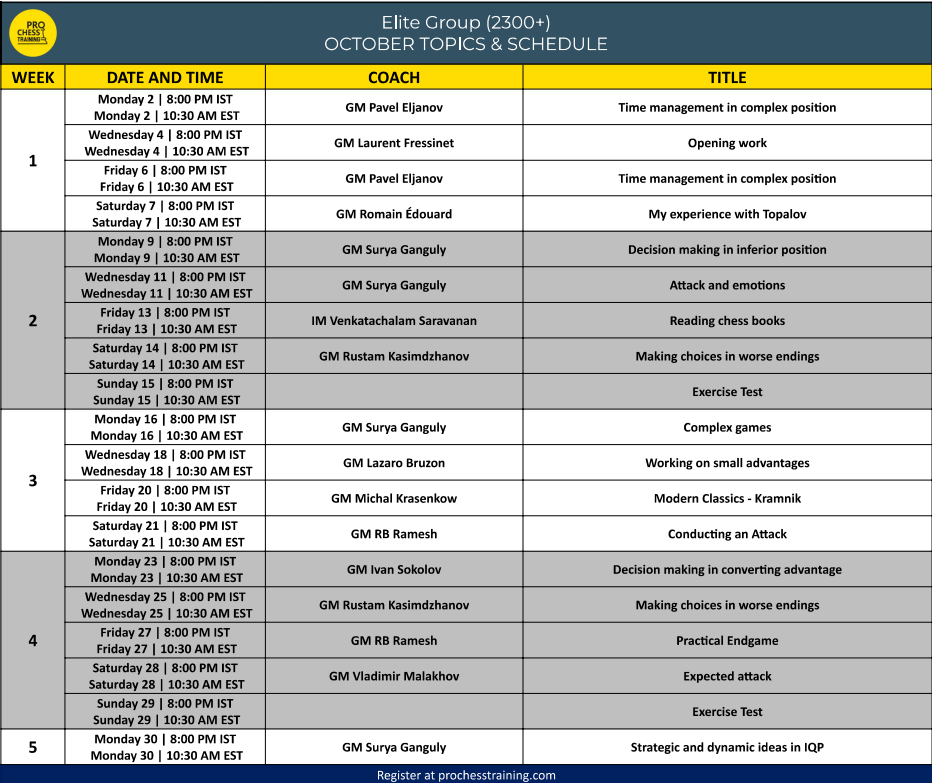 PRO
CHESS
TRAINING
Elite Group (2300+)
OCTOBER TOPICS & SCHEDULE
WEEK DATE AND TIME COACH TITLE
1
Monday 2 | 8:00 PM IST
Monday 2 | 10:30 AM EST
GM Pavel Eljanov
Time management in complex position
Wednesday 4 | 8:00 PM IST
Wednesday 4 | 10:30 AM EST
GM Laurent Fressinet
Opening work
Friday 6 | 8:00 PM IST
Friday 6 | 10:30 AM EST
GM Pavel Eljanov
Time management in complex position
Saturday 7 | 8:00 PM IST
Saturday 7 | 10:30 AM EST
GM Romain Édouard
My experience with Topalov
2
Monday 9 | 8:00 PM IST
Monday 9 | 10:30 AM EST
GM Surya Ganguly
Decision making in inferior position
Wednesday 11 | 8:00 PM IST
Wednesday 11 | 10:30 AM EST
GM Surya Ganguly
Attack and emotions
Friday 13 | 8:00 PM IST
Friday 13 | 10:30 AM EST
IM Venkatachalam Saravanan
Reading chess books
Saturday 14 | 8:00 PM IST
Saturday 14 | 10:30 AM EST
GM Rustam Kasimdzhanov
Making choices in worse endings
Sunday 15 | 8:00 PM IST
Sunday 15 | 10:30 AM EST
Exercise Test
3
Monday 16 | 8:00 PM IST
Monday 16 | 10:30 AM EST
GM Surya Ganguly
Complex games
Wednesday 18 | 8:00 PM IST
Wednesday 18 | 10:30 AM EST
GM Lazaro Bruzon
Working on small advantages
Friday 20 | 8:00 PM IST
Friday 20 | 10:30 AM EST
GM Michal Krasenkow
Modern Classics - Kramnik
Saturday 21 | 8:00 PM IST
Saturday 21 | 10:30 AM EST
GM RB Ramesh
Conducting an Attack
4
Monday 23 | 8:00 PM IST
Monday 23 | 10:30 AM EST
GM Ivan Sokolov
Decision making in converting advantage
Wednesday 25 | 8:00 PM IST
Wednesday 25 | 10:30 AM EST
GM Rustam Kasimdzhanov
Making choices in worse endings
Friday 27 | 8:00 PM IST
Friday 27 | 10:30 AM EST
GM RB Ramesh
Practical Endgame
Saturday 28 | 8:00 PM IST
Saturday 28 | 10:30 AM EST
GM Vladimir Malakhov
Expected attack
Sunday 29 | 8:00 PM IST
Sunday 29 | 10:30 AM EST
Exercise Test
5
Monday 30 | 8:00 PM IST
Monday 30 | 10:30 AM EST
GM Surya Ganguly
Strategic and dynamic ideas in IQP
Register at prochesstraining.com